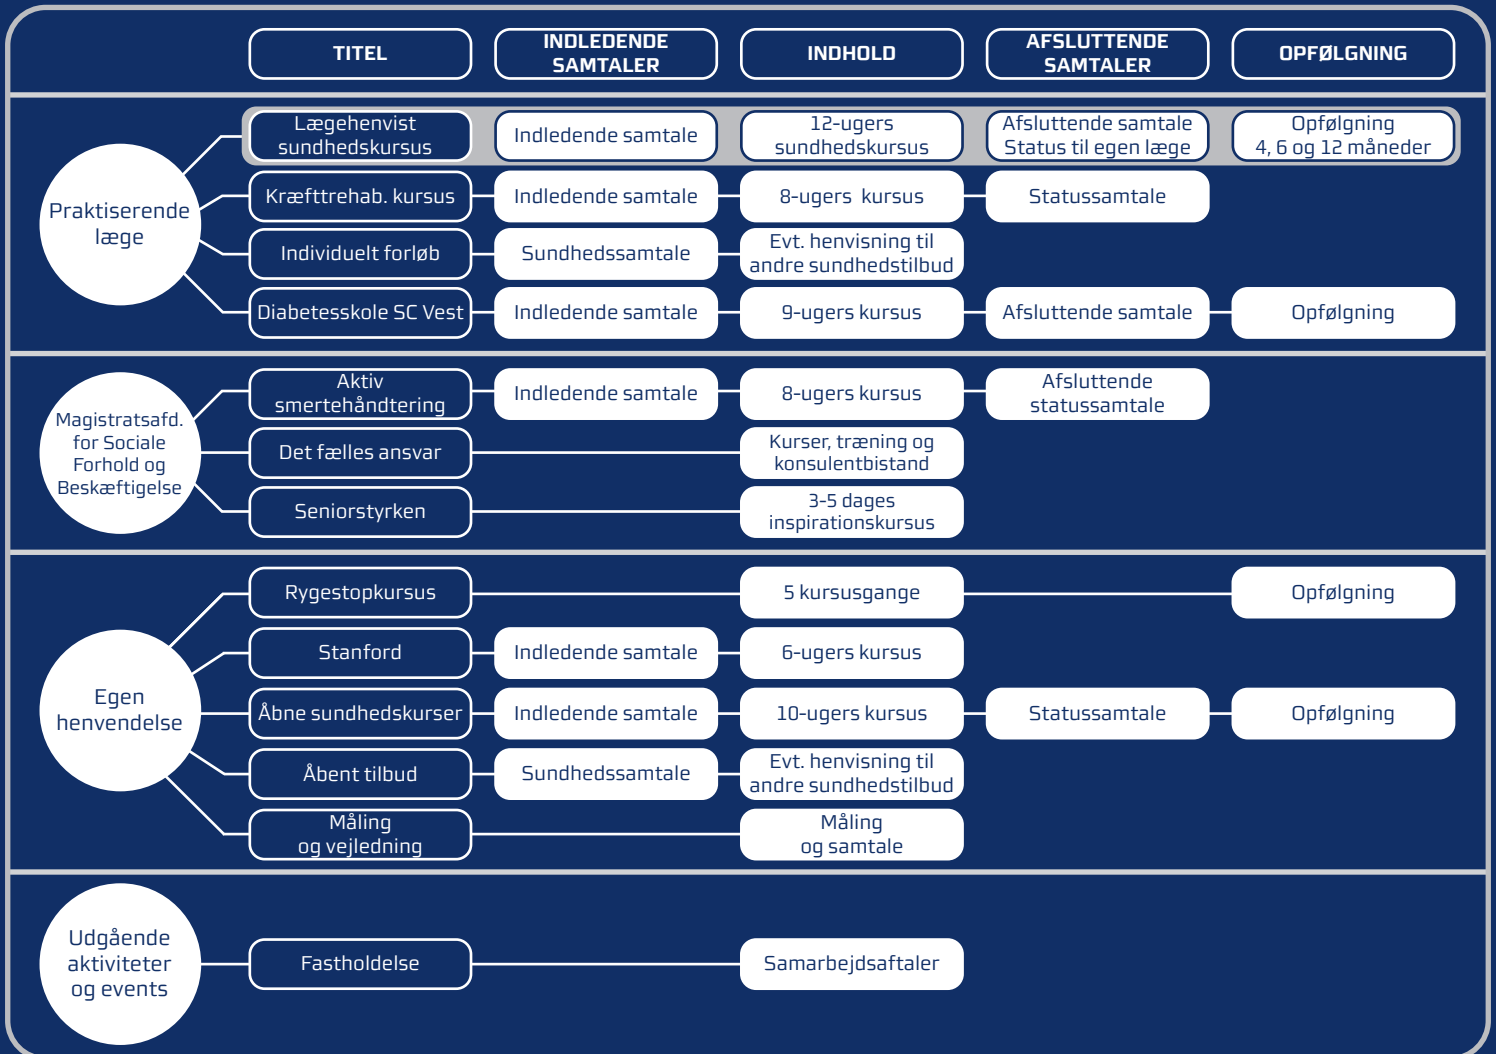 TITEL
INDLEDENDE
SAMTALER
INDHOLD
AFSLUTTENDE
SAMTALER
OPFØLGNING
Praktiserende
læge
Lægehenvist
sundhedskursus
Indledende samtale
12-ugers
sundhedskursus
Afsluttende samtale
Status til egen læge
Opfølgning
4, 6 og 12 måneder
Kræfttrehab. kursus
Indledende samtale
8-ugers kursus
Statussamtale
Individuelt forløb
Sundhedssamtale
Evt. henvisning til
andre sundhedstilbud
Diabetesskole SC Vest
Indledende samtale
9-ugers kursus
Afsluttende samtale
Opfølgning
Magistratsafd.
for Sociale
Forhold og
Beskæftigelse
Aktiv
smertehåndtering
Indledende samtale
8-ugers kursus
Afsluttende
statussamtale
Det fælles ansvar
Kurser, træning og
konsulentbistand
Seniorstyrken
3-5 dages
inspirationskursus
Egen
henvendelse
Rygestopkursus
5 kursusgange
Opfølgning
Stanford
Indledende samtale
6-ugers kursus
Åbne sundhedskurser
Indledende samtale
10-ugers kursus
Statussamtale
Opfølgning
Åbent tilbud
Sundhedssamtale
Evt. henvisning til
andre sundhedstilbud
Måling
og vejledning
Måling
og samtale
Udgående
aktiviteter
og events
Fastholdelse
Samarbejdsaftaler